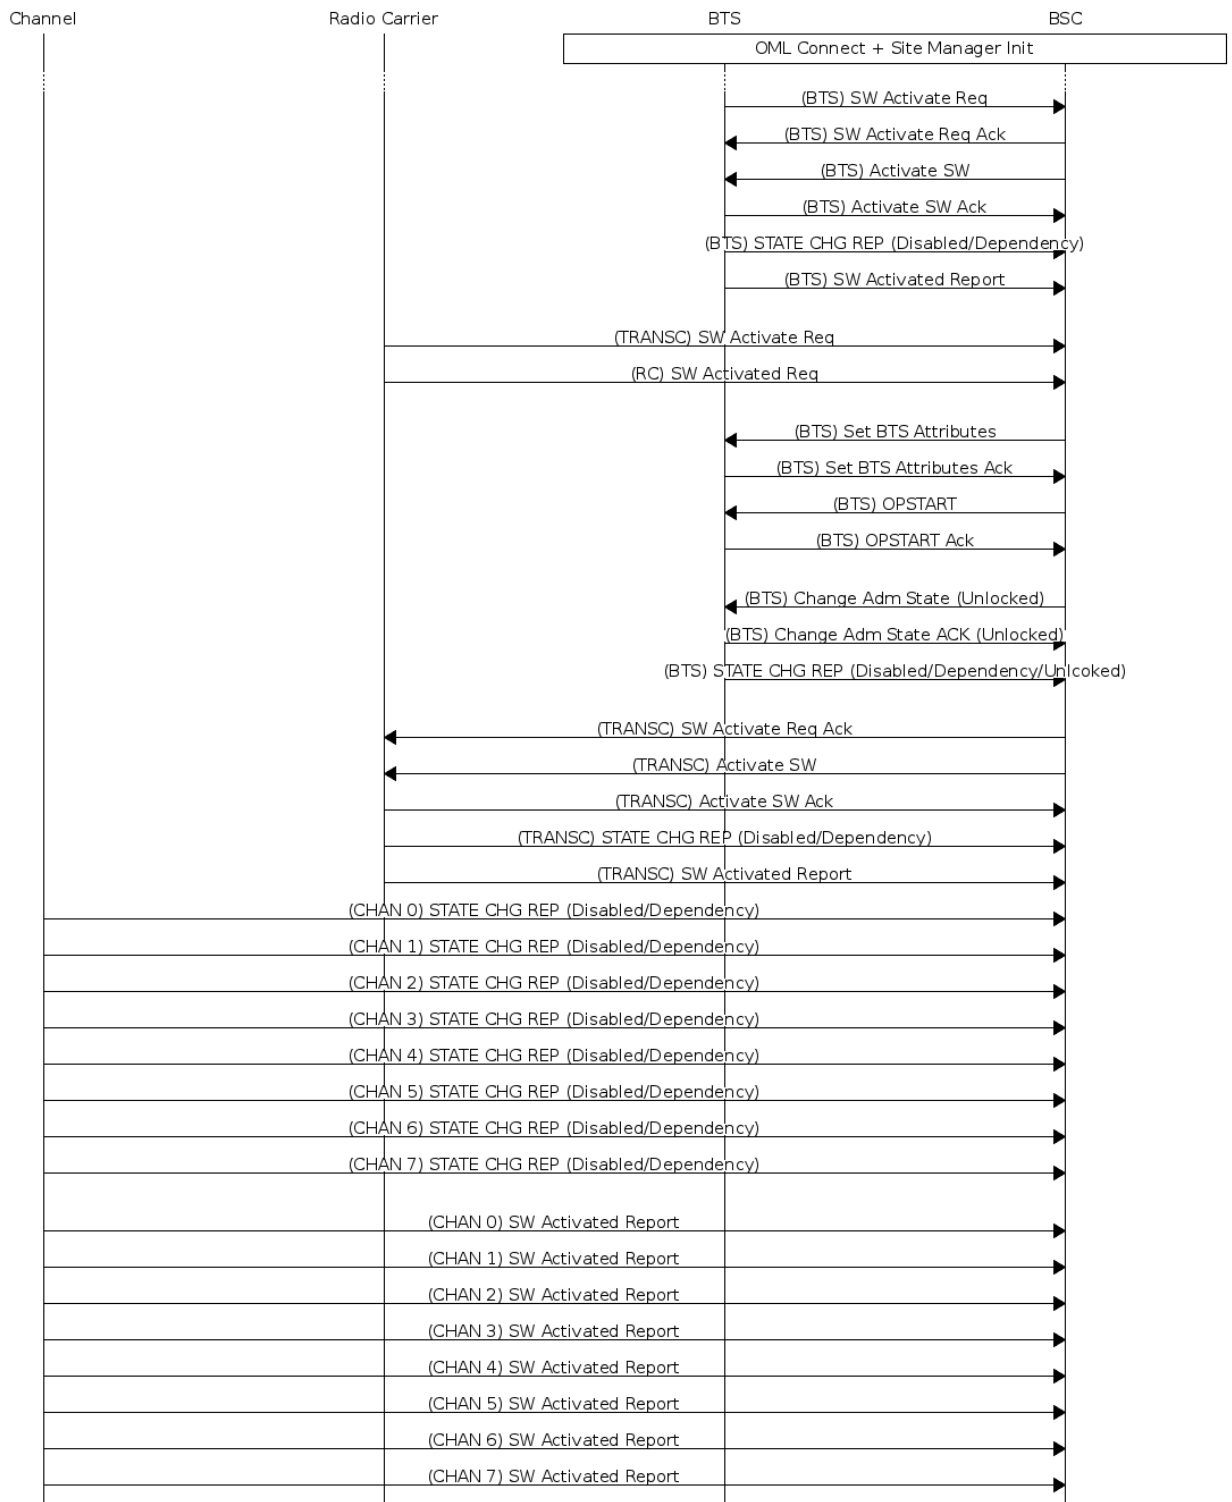 Channel Radio Carrier BTS BSC
OML Connect + Site Manager Init
(BTS) SW Activate Req
(BTS) SW Activate Req Ack
(BTS) Activate SW
(BTS) Activate SW Ack
(BTS) STATE CHG REP (Disabled/Dependency)
(BTS) SW Activated Report
(TRANSC) SW Activate Req
(RC) SW Activated Req
(BTS) Set BTS Attributes
(BTS) Set BTS Attributes Ack
(BTS) OPSTART
(BTS) OPSTART Ack
(BTS) Change Adm State (Unlocked)
(BTS) Change Adm State ACK (Unlocked)
(BTS) STATE CHG REP (Disabled/Dependency/Unlcoked)
(TRANSC) SW Activate Req Ack
(TRANSC) Activate SW
(TRANSC) Activate SW Ack
(TRANSC) STATE CHG REP (Disabled/Dependency)
(TRANSC) SW Activated Report
(CHAN 0) STATE CHG REP (Disabled/Dependency)
(CHAN 1) STATE CHG REP (Disabled/Dependency)
(CHAN 2) STATE CHG REP (Disabled/Dependency)
(CHAN 3) STATE CHG REP (Disabled/Dependency)
(CHAN 4) STATE CHG REP (Disabled/Dependency)
(CHAN 5) STATE CHG REP (Disabled/Dependency)
(CHAN 6) STATE CHG REP (Disabled/Dependency)
(CHAN 7) STATE CHG REP (Disabled/Dependency)
(CHAN 0) SW Activated Report
(CHAN 1) SW Activated Report
(CHAN 2) SW Activated Report
(CHAN 3) SW Activated Report
(CHAN 4) SW Activated Report
(CHAN 5) SW Activated Report
(CHAN 6) SW Activated Report
(CHAN 7) SW Activated Report